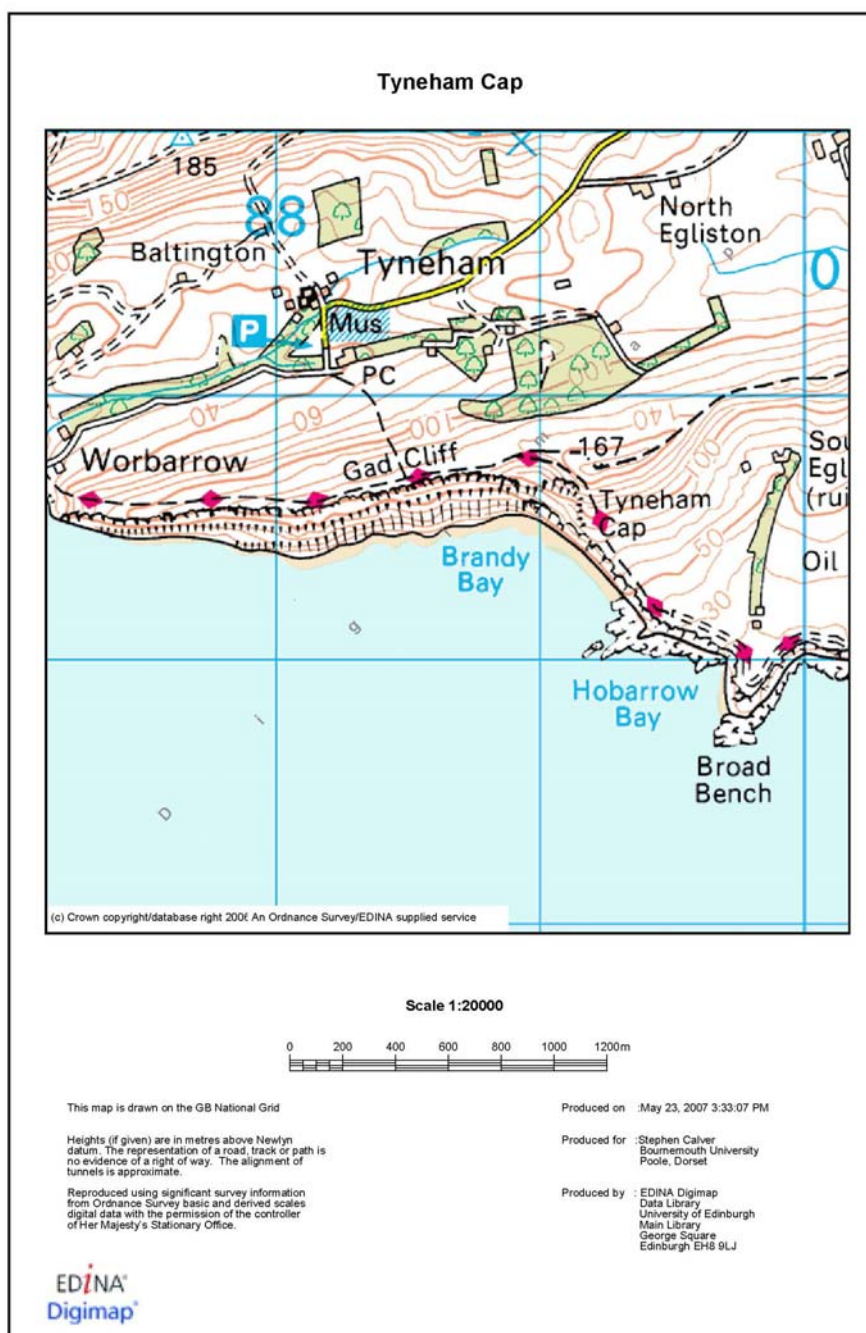 Tyneham Cap
185
150
88
North
Egliston
Baltington
Tyneham
0
P
Mus
PC
a
p
40
60
100
100
140
140
m
Worbarrow
Gad Cliff
167
100
Tyneham
Cap
50
30
Sou
Egl
(rui
Oil
Brandy
Bay
i
g
i
D
Hobarrow
Bay
Broad
Bench
(c) Crown copyright/database right 2006 An Ordnance Survey/EDINA supplied service
Scale 1:20000
0 200 400 600 800 1000 1200m
This map is drawn on the GB National Grid
Heights (if given) are in metres above Newlyn
datum. The representation of a road, track or path is
no evidence of a right of way. The alignment of
tunnels is approximate.
Reproduced using significant survey information
from Ordnance Survey basic and derived scales
digital data with the permission of the controller
of Her Majesty's Stationary Office.
Produced on :May 23, 2007 3:33:07 PM
Produced for :Stephen Calver
Bournemouth University
Poole, Dorset
Produced by : EDINA Digimap
Data Library
University of Edinburgh
Main Library
George Square
Edinburgh EH8 9LJ
EDINA
Digimap